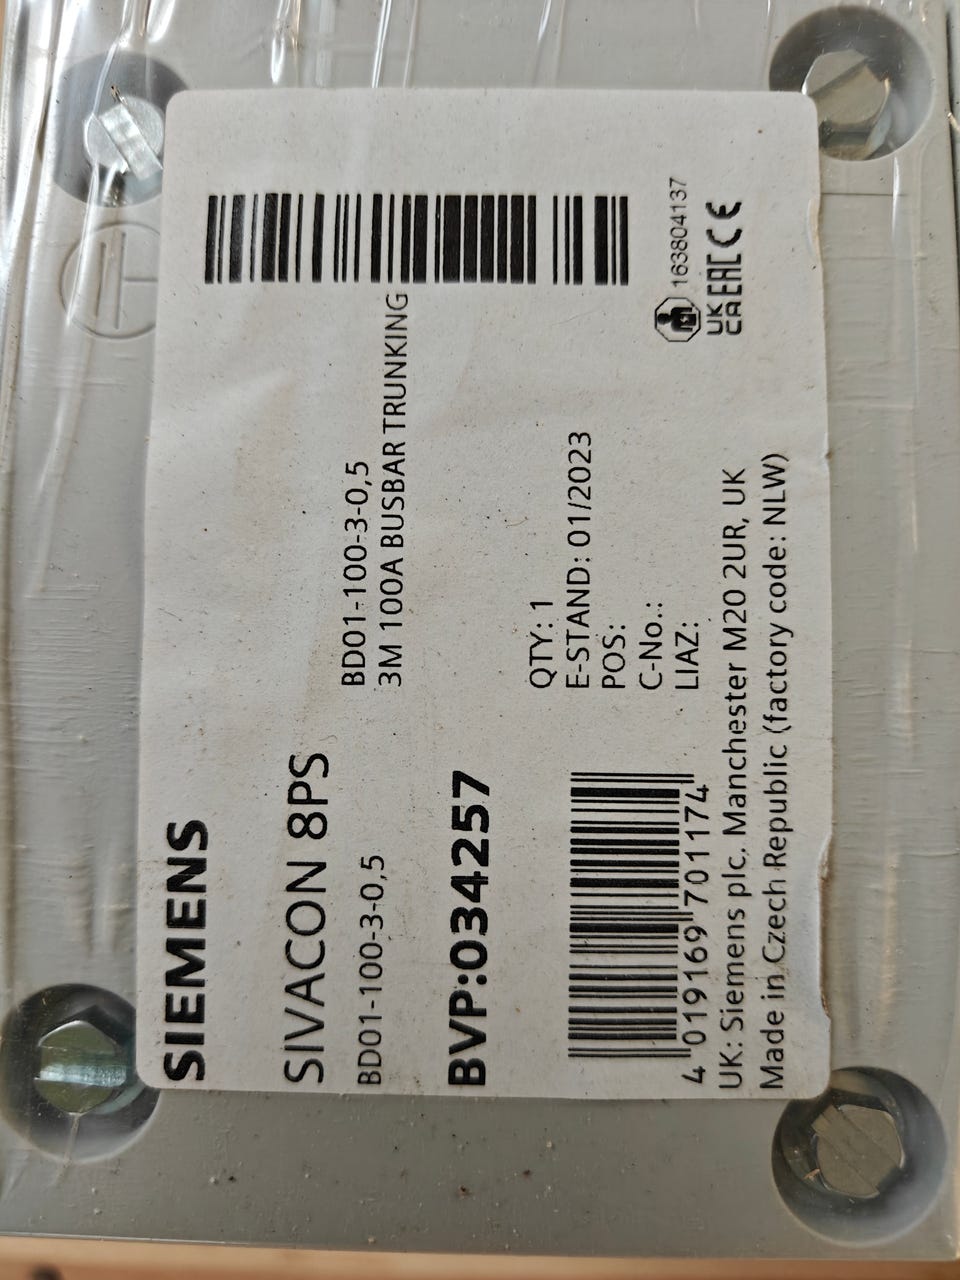 SIEMENS
SIVACON 8PS
BD01-100-3-0,5
BD01-100-3-0,5
3M 100A BUSBAR TRUNKING
BVP:034257
QTY: 1
E-STAND: 01/2023
POS:
C-No.:
LIAZ:
163804137
UK
CA EAC CE
4 019169 701174
UK: Siemens plc. Manchester M20 2UR, UK
Made in Czech Republic (factory code: NLW)